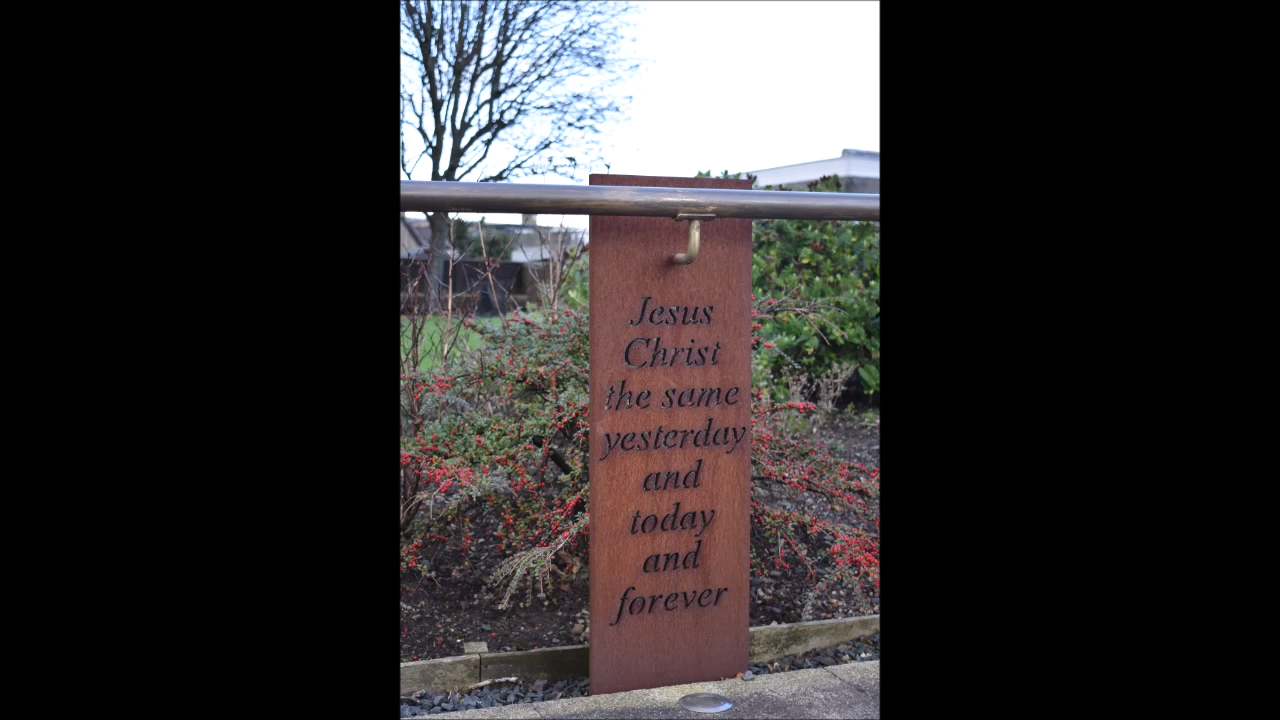 Jesus
Christ
the same
yesterday
and
today
and
forever